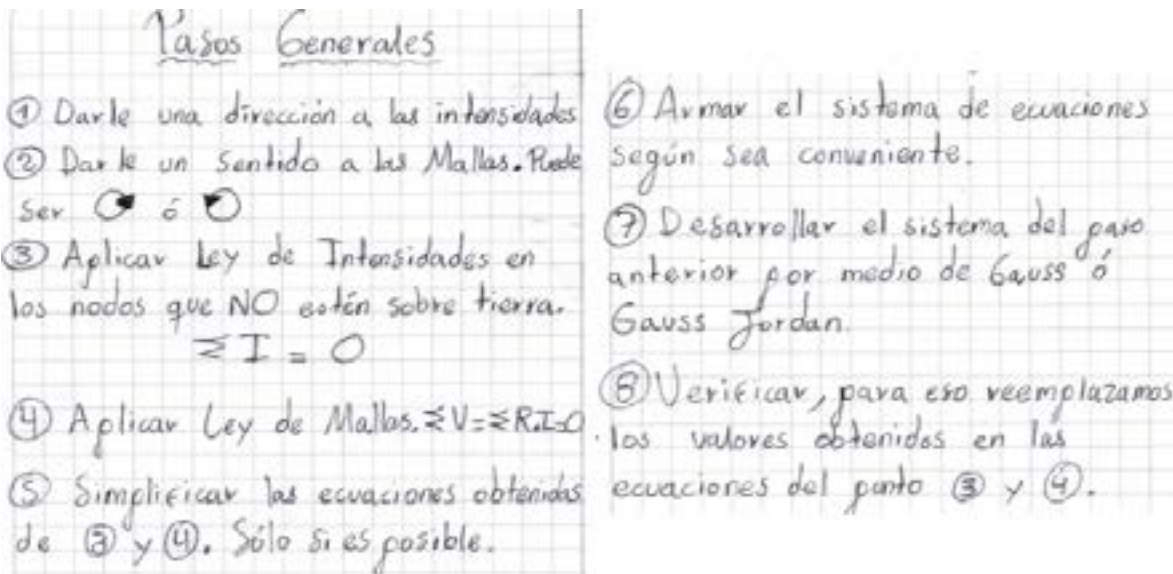 Pasos Generales
① Darle una dirección a las intensidades
② Darle un Sentido a las Mallas. Puede
Ser ó
③ Aplicar Ley de Intensidades en
los nodos que NO estén sobre tierra.
ΣI = 0
④ Aplicar Ley de Mallas. ΣV=ΣR.I=0
⑤ Simplificar las ecuaciones obtenidas
de ③ y ④. Sólo si es posible.
⑥ Armar el sistema de ecuaciones
según sea conveniente.
⑦ Desarrollar el sistema del paso
anterior por medio de Gauss ó
Gauss Jordan.
⑧ Verificar, para eso reemplazamos
los valores obtenidos en las
ecuaciones del punto ③ y ④.